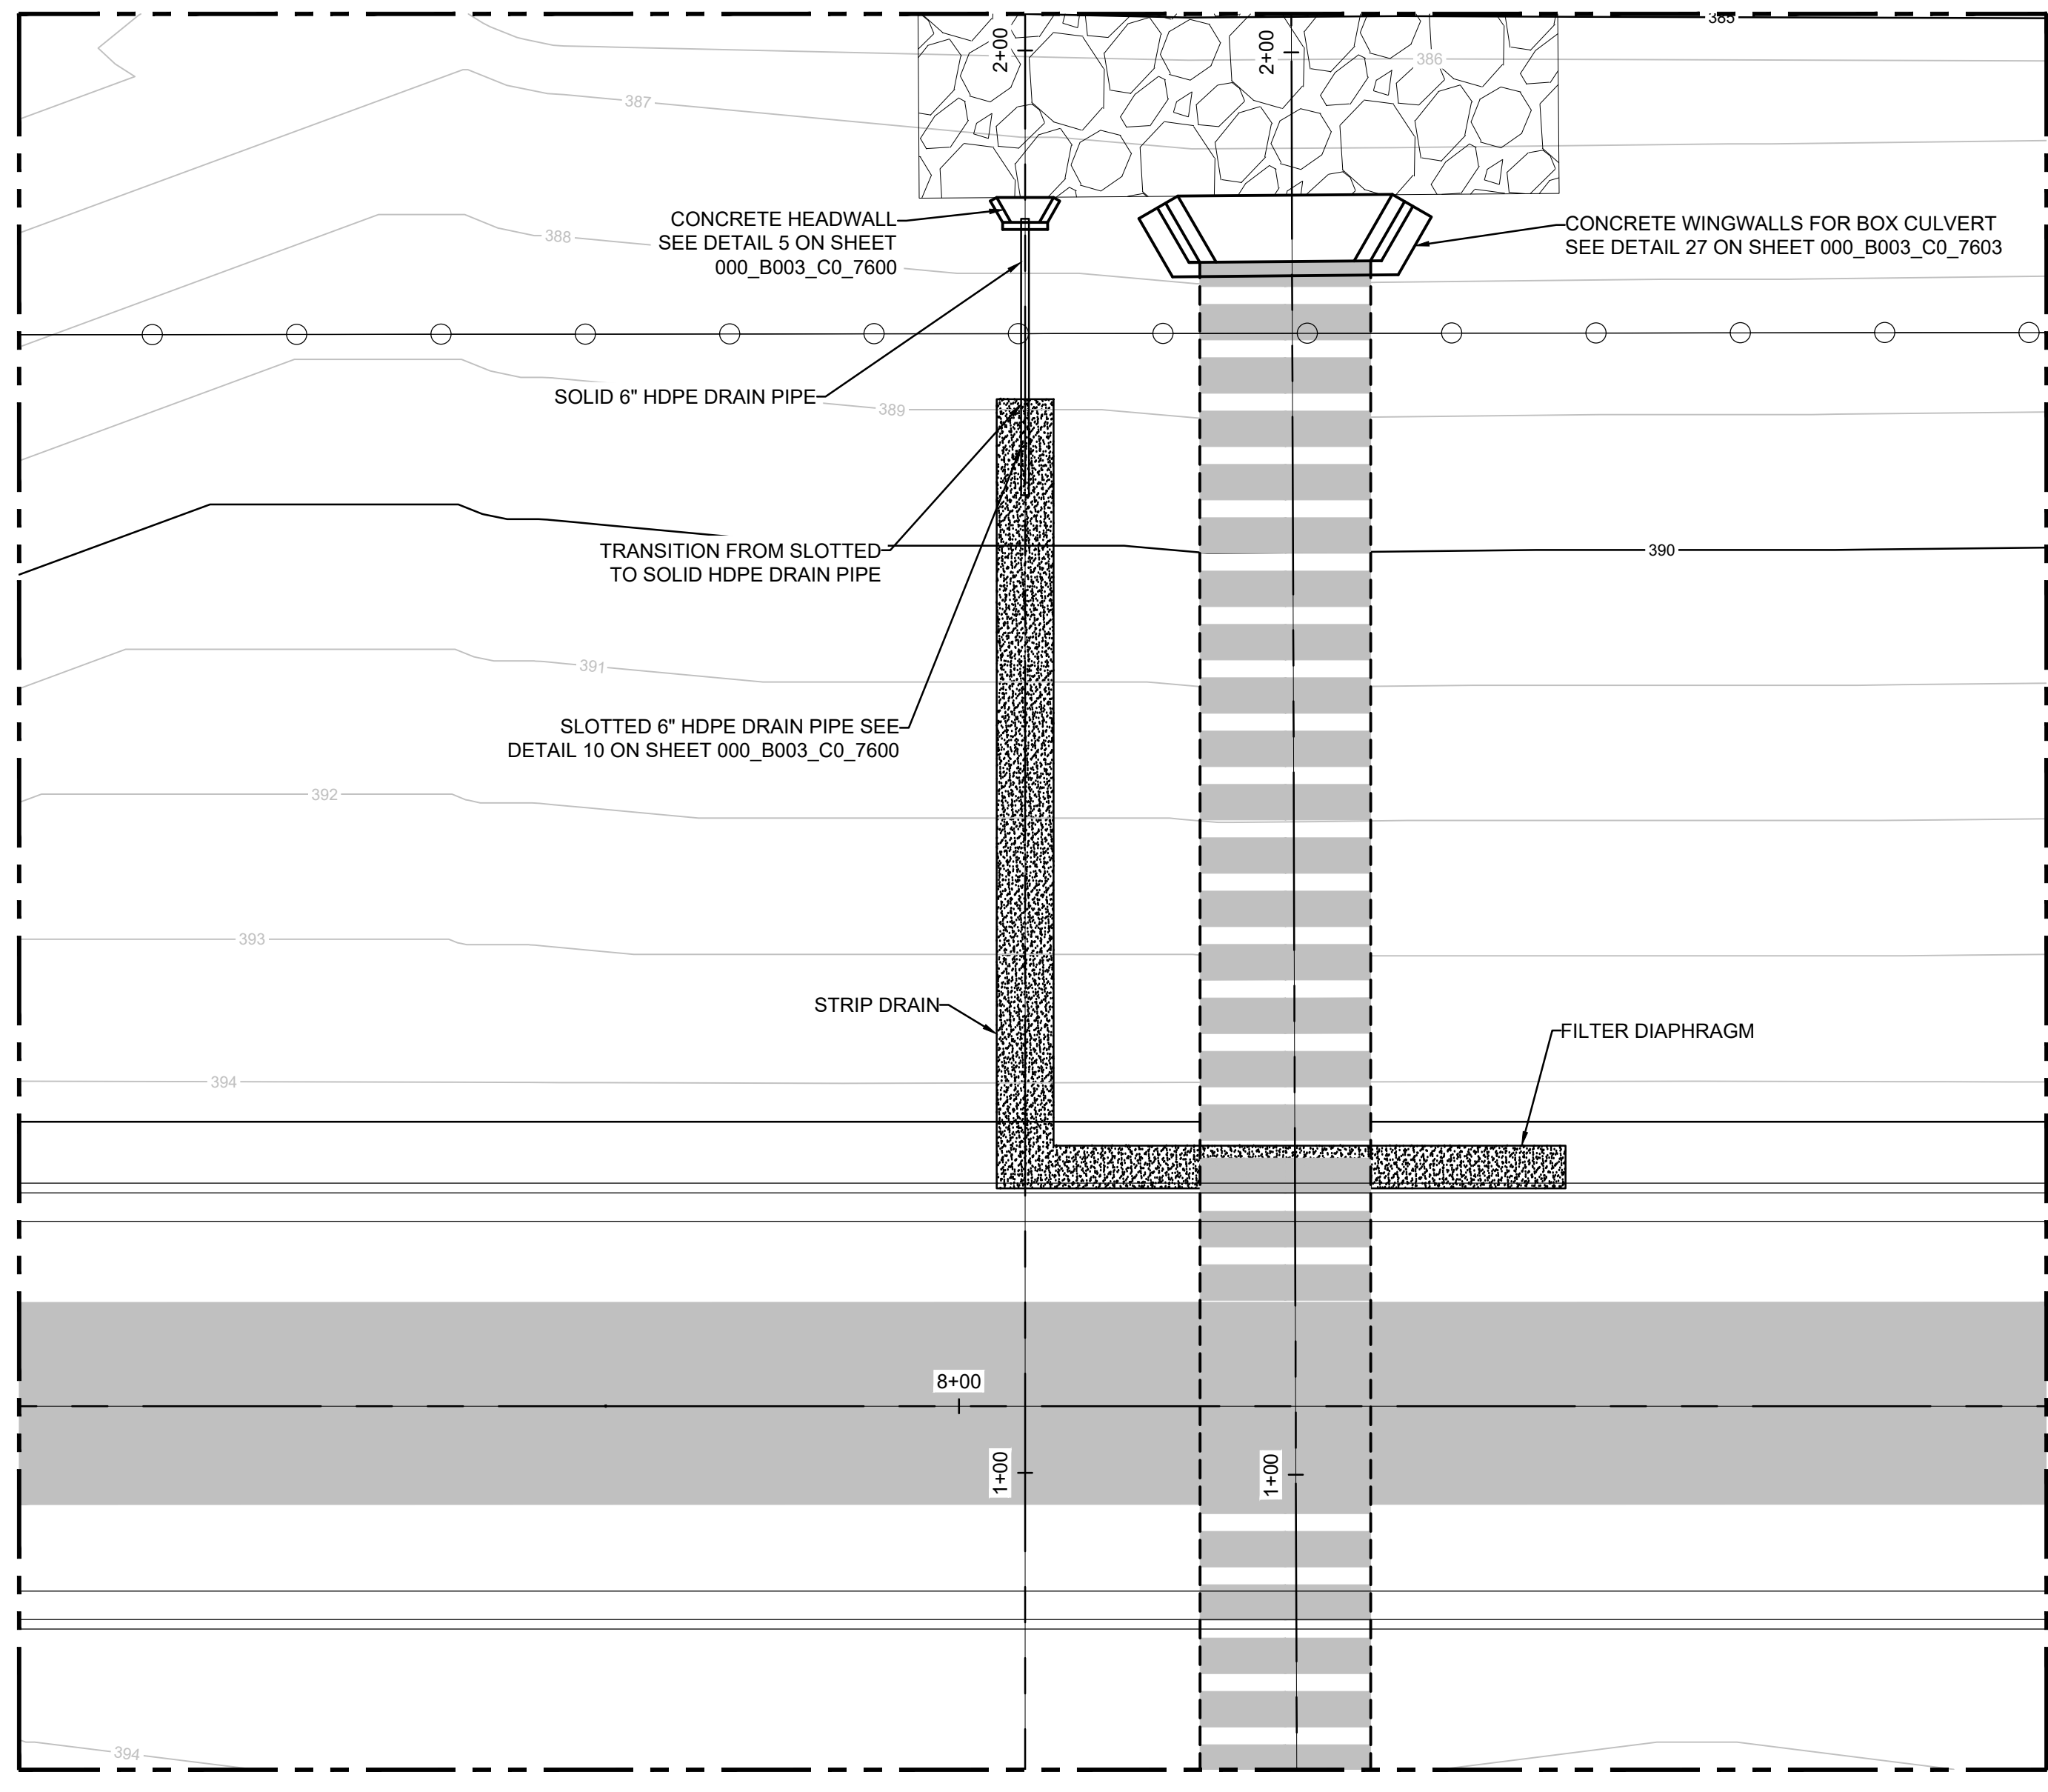 385
2+00
2+00
386
387
CONCRETE HEADWALL
SEE DETAIL 5 ON SHEET
000_B003_C0_7600
CONCRETE WINGWALLS FOR BOX CULVERT
SEE DETAIL 27 ON SHEET 000_B003_C0_7603
388
SOLID 6" HDPE DRAIN PIPE
389
TRANSITION FROM SLOTTED
TO SOLID HDPE DRAIN PIPE
390
391
SLOTTED 6" HDPE DRAIN PIPE SEE
DETAIL 10 ON SHEET 000_B003_C0_7600
392
393
STRIP DRAIN
FILTER DIAPHRAGM
394
8+00
1+00
1+00
394